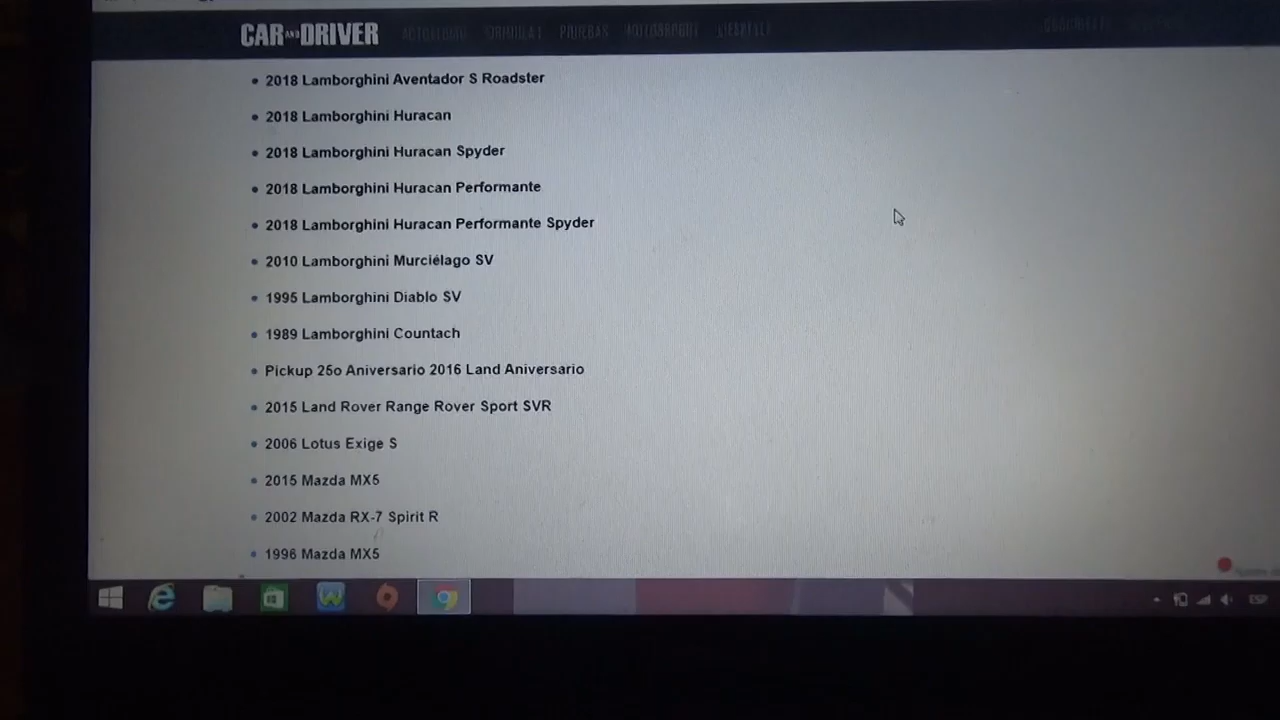 CAR AND DRIVER PRUEBAS
• 2018 Lamborghini Aventador S Roadster
• 2018 Lamborghini Huracan
• 2018 Lamborghini Huracan Spyder
• 2018 Lamborghini Huracan Performante
• 2018 Lamborghini Huracan Performante Spyder
• 2010 Lamborghini Murciélago SV
• 1995 Lamborghini Diablo SV
• 1989 Lamborghini Countach
• Pickup 25o Aniversario 2016 Land Aniversario
• 2015 Land Rover Range Rover Sport SVR
• 2006 Lotus Exige S
• 2015 Mazda MX5
• 2002 Mazda RX-7 Spirit R
• 1996 Mazda MX5
ESP